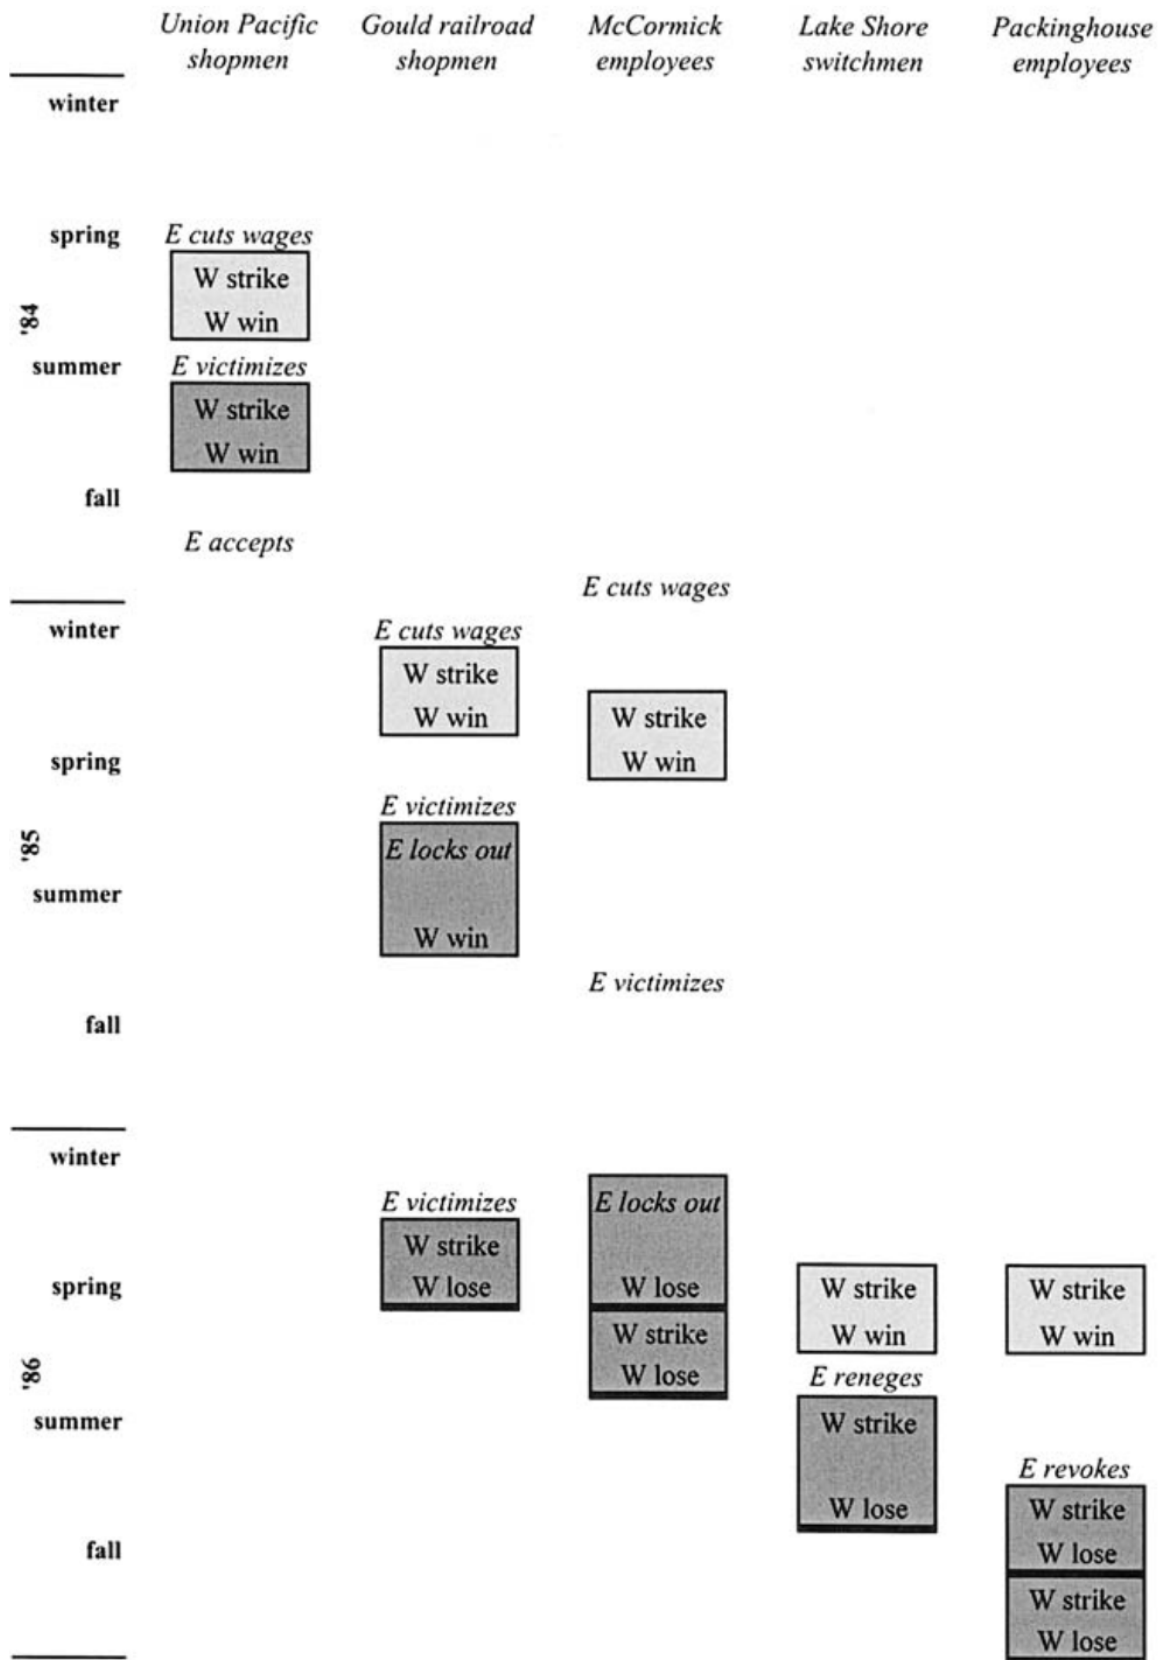 Union Pacific shopmen
Gould railroad shopmen
McCormick employees
Lake Shore switchmen
Packinghouse employees
winter
spring
E cuts wages
W strike
W win
'84
summer
E victimizes
W strike
W win
fall
E accepts
E cuts wages
winter
E cuts wages
W strike
W win
W strike
W win
spring
E victimizes
'85
E locks out
summer
W win
E victimizes
fall
winter
E victimizes
E locks out
W strike
spring
W lose
W lose
W strike
W strike
W strike
W lose
W win
W win
'86
E reneges
summer
W strike
E revokes
W lose
W strike
fall
W lose
W strike
W lose